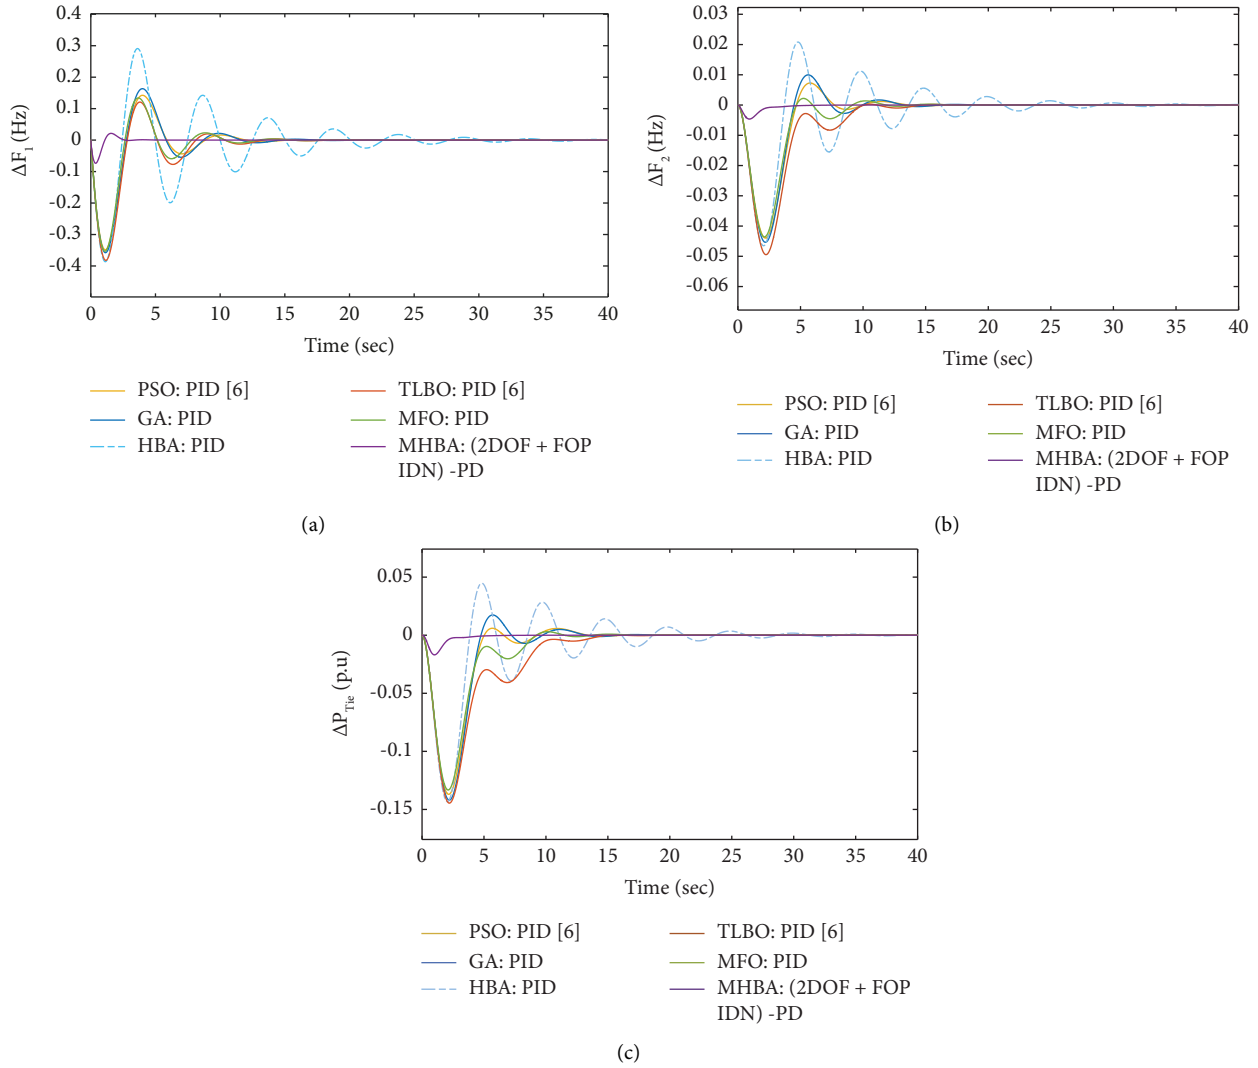 0.4
0.3
0.2
0.1
0
-0.1
-0.2
-0.3
-0.4
ΔF1 (Hz)
0 5 10 15 20 25 30 35 40
Time (sec)
PSO: PID [6]
GA: PID
HBA: PID
TLBO: PID [6]
MFO: PID
MHBA: (2DOF + FOP
IDN) -PD
(a)
0.03
0.02
0.01
0
-0.01
-0.02
-0.03
-0.04
-0.05
-0.06
ΔF2 (Hz)
0 5 10 15 20 25 30 35 40
Time (sec)
PSO: PID [6]
GA: PID
HBA: PID
TLBO: PID [6]
MFO: PID
MHBA: (2DOF + FOP
IDN) -PD
(b)
0.05
0
-0.05
-0.1
-0.15
ΔPTie (p.u)
0 5 10 15 20 25 30 35 40
Time (sec)
PSO: PID [6]
GA: PID
HBA: PID
TLBO: PID [6]
MFO: PID
MHBA: (2DOF + FOP
IDN) -PD
(c)